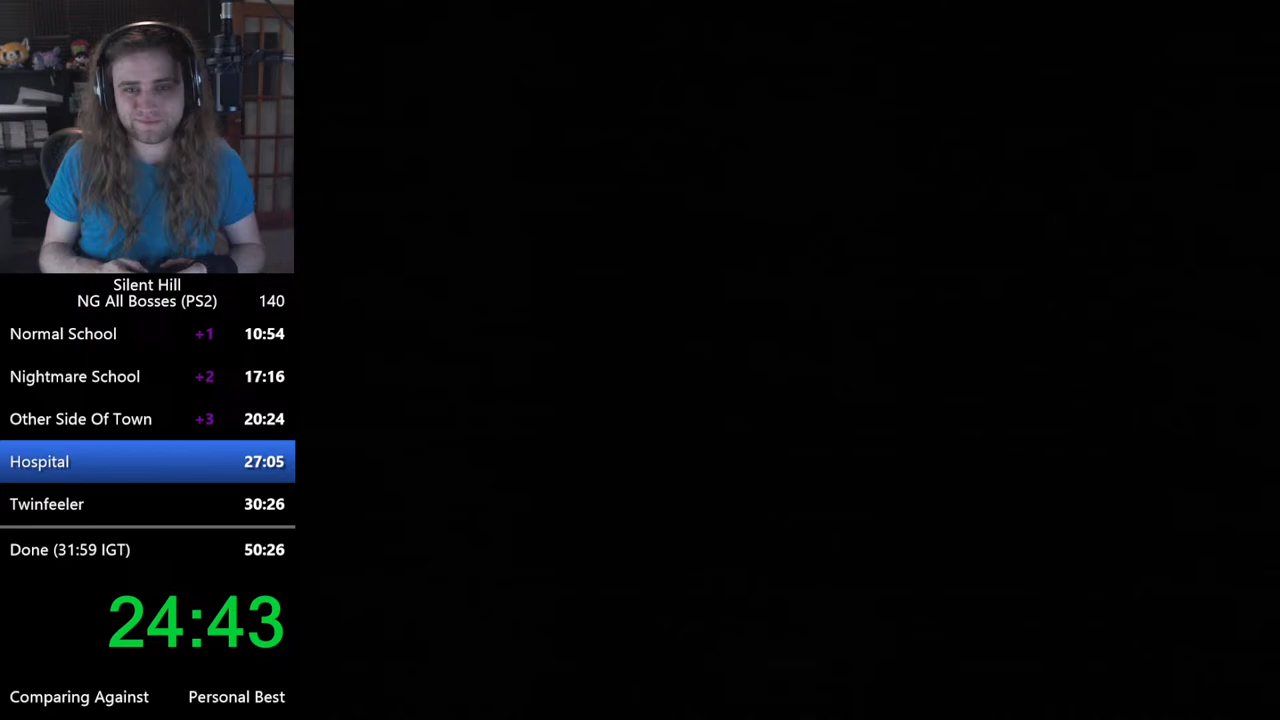 Silent Hill
NG All Bosses (PS2) 140
Normal School +1 10:54
Nightmare School +2 17:16
Other Side Of Town +3 20:24
Hospital 27:05
Twinfeeler 30:26
Done (31:59 IGT) 50:26
24:43
Comparing Against Personal Best